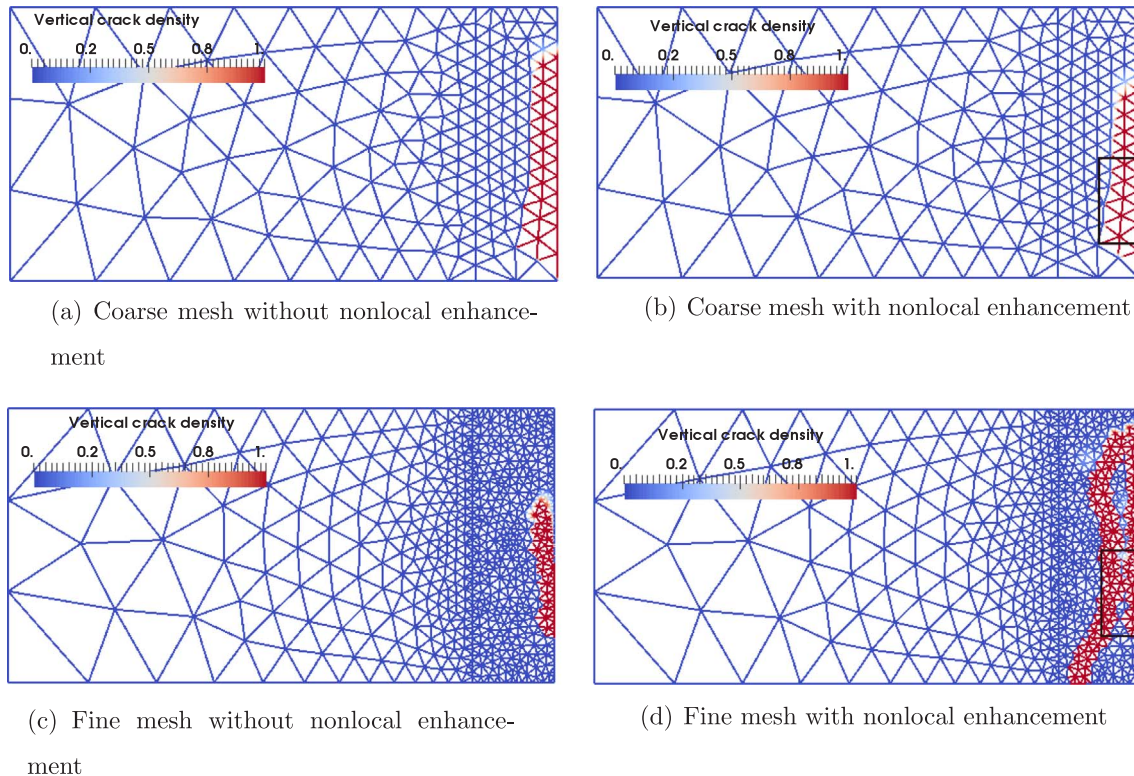 Vertical crack density
0. 0.2 0.5 0.8 1.
Vertical crack density
0. 0.2 0.5 0.8 1.
(a) Coarse mesh without nonlocal enhance-
ment
(b) Coarse mesh with nonlocal enhancement
Vertical crack density
0. 0.2 0.5 0.8 1.
Vertical crack density
0. 0.2 0.5 0.8 1.
(c) Fine mesh without nonlocal enhance-
ment
(d) Fine mesh with nonlocal enhancement